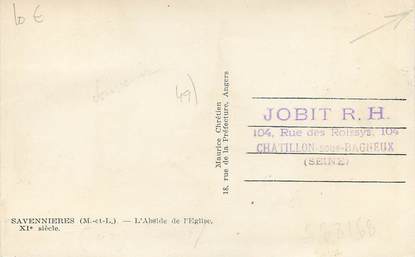 10 €
49)
Maurice Chrétien
18, rue de la Préfecture, Angers
JOBIT R. H.
104, Rue des Roissys, 104
CHATILLON-sous-BAGNEUX
(SEINE)
SAVENNIERES (M.-et-L.). — L'Abside de l'Eglise,
XIe siècle.